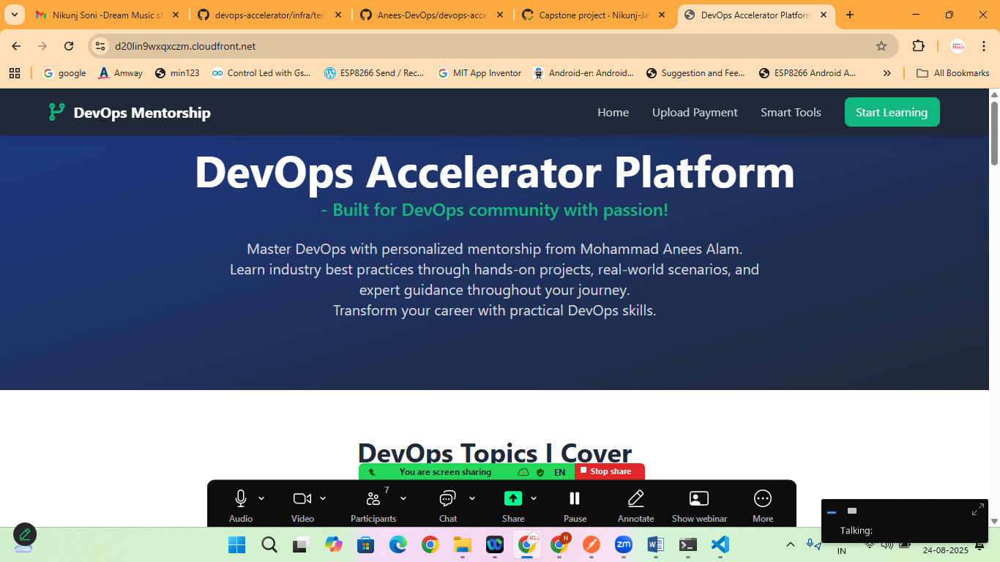 Nikunj Soni -Dream Music s
devops-accelerator/infra/ter
Anees-DevOps/devops-acce
Capstone project · Nikunj-Ja
DevOps Accelerator Platform
d20lin9wxqxczm.cloudfront.net
google
Amway
min123
Control Led with Gs...
ESP8266 Send / Rec...
MIT App Inventor
Android-er: Android...
Suggestion and Fee...
ESP8266 Android A...
All Bookmarks
DevOps Mentorship
Home
Upload Payment
Smart Tools
Start Learning
DevOps Accelerator Platform
- Built for DevOps community with passion!
Master DevOps with personalized mentorship from Mohammad Anees Alam.
Learn industry best practices through hands-on projects, real-world scenarios, and
expert guidance throughout your journey.
Transform your career with practical DevOps skills.
DevOps Topics I Cover
You are screen sharing
EN
Stop share
Audio
Video
7
Participants
Chat
Share
Pause
Annotate
Show webinar
More
Talking:
N
zm
IN
24-08-2025